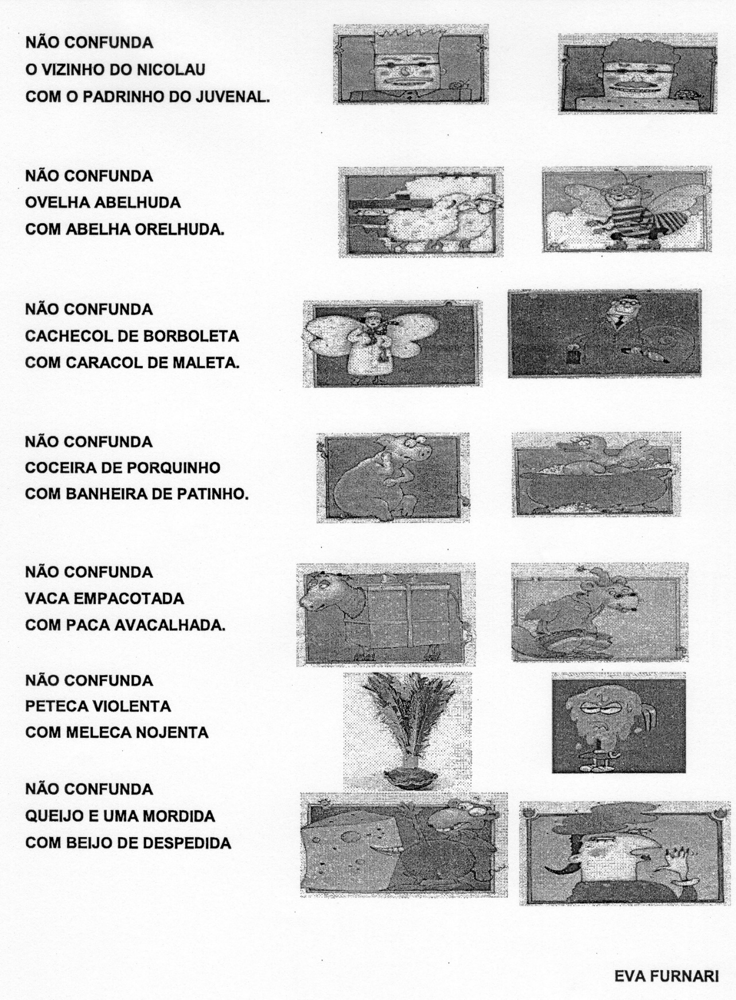 NÃO CONFUNDA
O VIZINHO DO NICOLAU
COM O PADRINHO DO JUVENAL.
NÃO CONFUNDA
OVELHA ABELHUDA
COM ABELHA ORELHUDA.
NÃO CONFUNDA
CACHECOL DE BORBOLETA
COM CARACOL DE MALETA.
NÃO CONFUNDA
COCEIRA DE PORQUINHO
COM BANHEIRA DE PATINHO.
NÃO CONFUNDA
VACA EMPACOTADA
COM PACA AVACALHADA.
NÃO CONFUNDA
PETECA VIOLENTA
COM MELECA NOJENTA
NÃO CONFUNDA
QUEIJO E UMA MORDIDA
COM BEIJO DE DESPEDIDA
EVA FURNARI